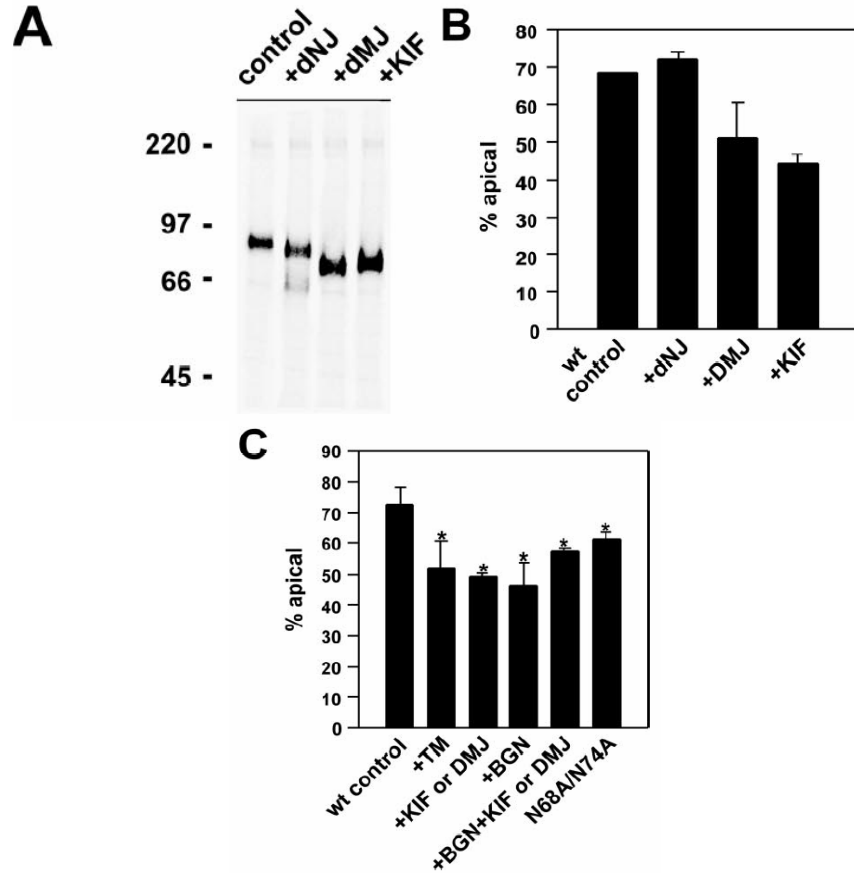 A
control
+dNJ
+dMJ
+KIF
220 -
97 -
66 -
45 -
B
80
70
60
50
40
30
20
10
0
% apical
wt
control
+dNJ
+DMJ
+KIF
C
90
80
70
60
50
40
30
20
10
0
% apical
*
*
*
*
*
wt control
+TM
+KIF or DMJ
+BGN
+BGN+KIF or DMJ
N68A/N74A